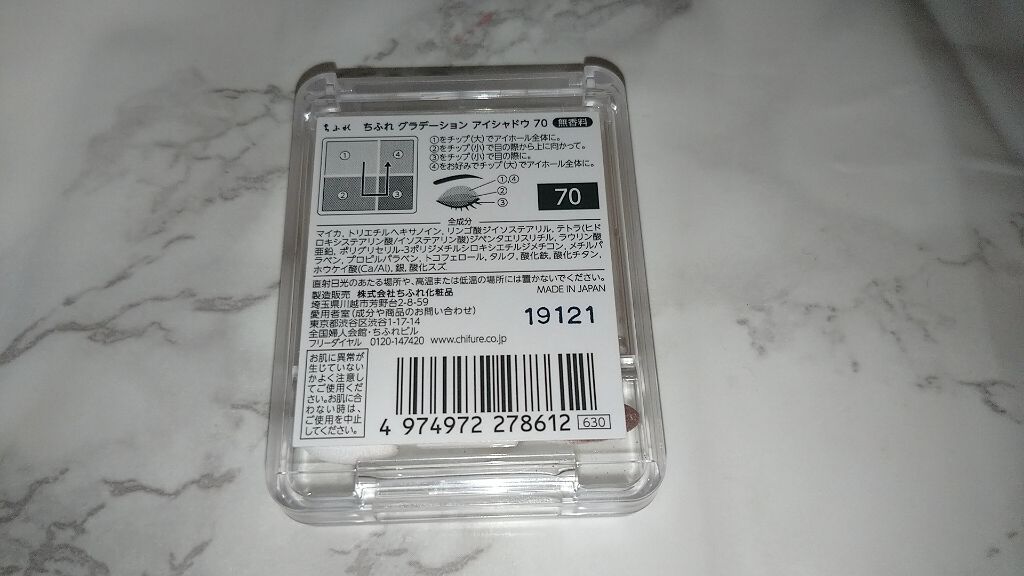 ちふれ ちふれ グラデーション アイシャドウ 70 無香料
① ④
② ③
①をチップ(大)でアイホール全体に。
②をチップ(小)で目の際から上に向かって。
③をチップ(小)で目の際に。
④をお好みでチップ(大)でアイホール全体に。
①,④
②
③
70
全成分
マイカ, トリエチルヘキサノイン, リンゴ酸ジイソステアリル, テトラ(ヒド
ロキシステアリン酸/イソステアリン酸)ジペンタエリスリチル, ラウリン酸
亜鉛, ポリグリセリル-3ポリジメチルシロキシエチルジメチコン, メチルパ
ラベン, プロピルパラベン, トコフェロール, タルク, 酸化鉄, 酸化チタン,
ホウケイ酸(Ca/Al), 銀, 酸化スズ
直射日光のあたる場所や、高温または低温の場所には置かないでください。
製造販売 株式会社ちふれ化粧品 MADE IN JAPAN
埼玉県川越市芳野台2-8-59
愛用者室(成分や商品のお問い合わせ)
東京都渋谷区渋谷1-17-14
全国婦人会館・ちふれビル
フリーダイヤル 0120-147420 www.chifure.co.jp
19121
お肌に異常が
生じていない
かよく注意し
てご使用くだ
さい。お肌に合
わない時は、
ご使用を中止
してください。
4 974972 278612 630